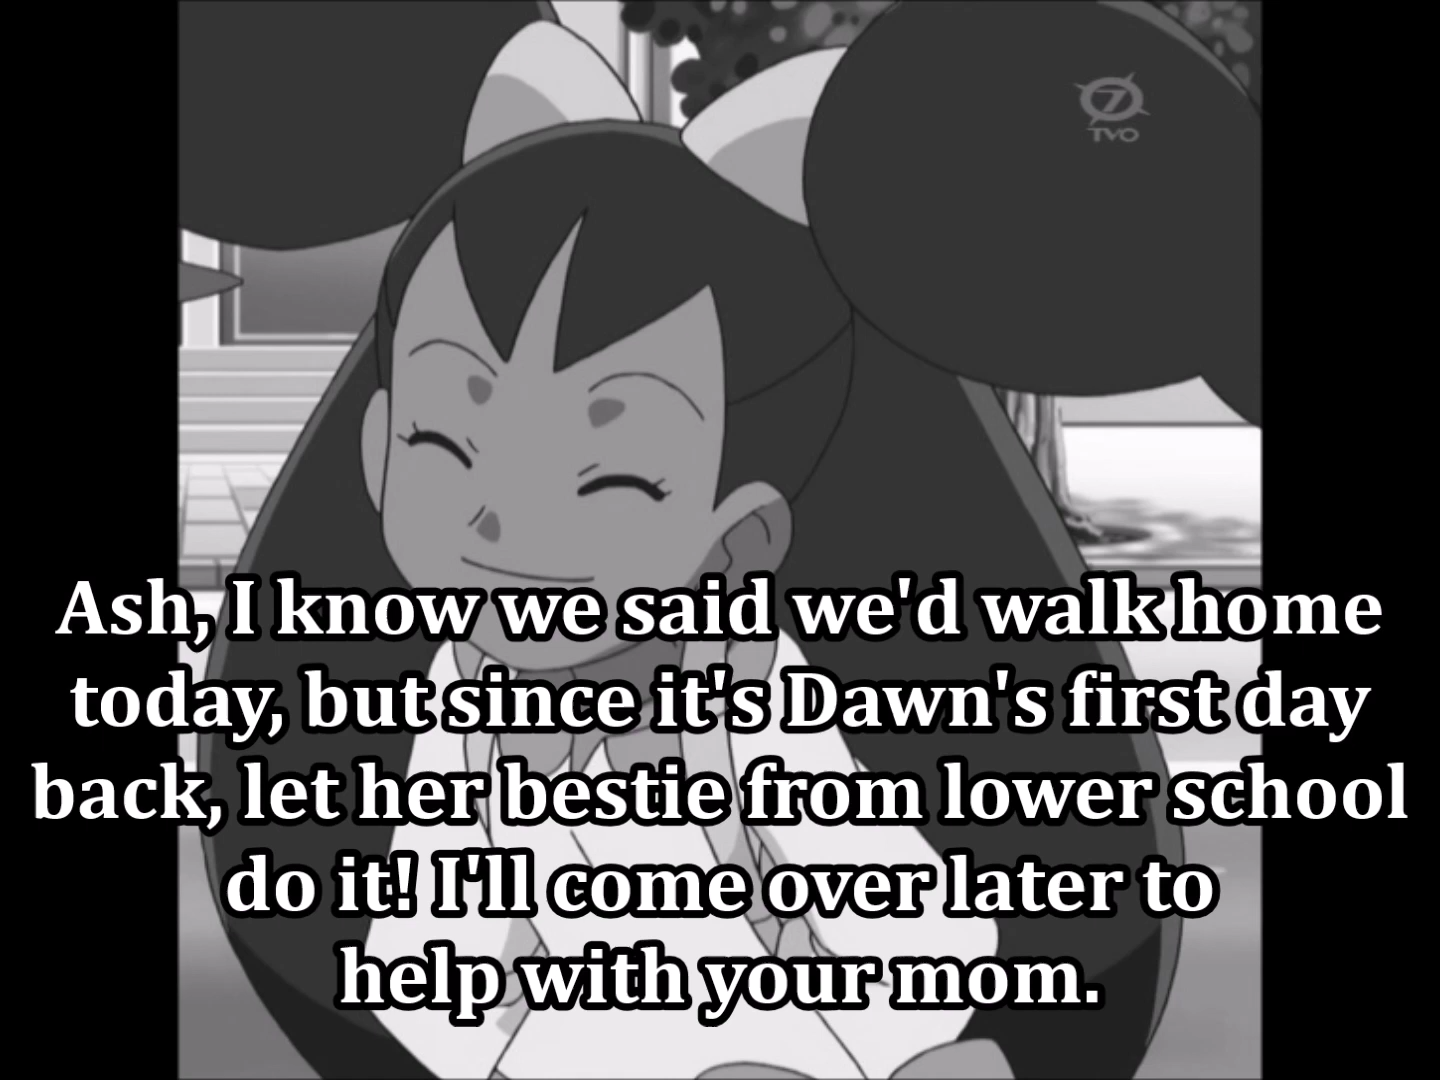 7
TVO
Ash, I know we said we'd walk home
today, but since it's Dawn's first day
back, let her bestie from lower school
do it! I'll come over later to
help with your mom.